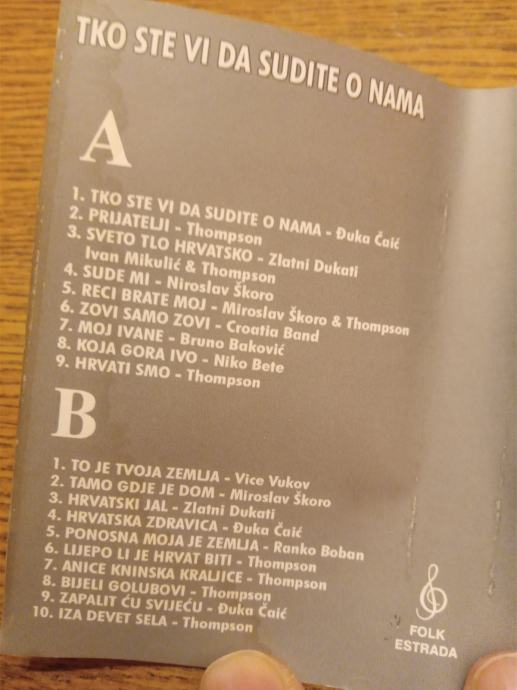 TKO STE VI DA SUDITE O NAMA
A
1. TKO STE VI DA SUDITE O NAMA - Đuka Čaić
2. PRIJATELJI - Thompson
3. SVETO TLO HRVATSKO - Zlatni Dukati
Ivan Mikulić & Thompson
4. SUDE MI - Niroslav Škoro
5. RECI BRATE MOJ - Miroslav Škoro & Thompson
6. ZOVI SAMO ZOVI - Croatia Band
7. MOJ IVANE - Bruno Baković
8. KOJA GORA IVO - Niko Bete
9. HRVATI SMO - Thompson
B
1. TO JE TVOJA ZEMLJA - Vice Vukov
2. TAMO GDJE JE DOM - Miroslav Škoro
3. HRVATSKI JAL - Zlatni Dukati
4. HRVATSKA ZDRAVICA - Đuka Čaić
5. PONOSNA MOJA JE ZEMLJA - Ranko Boban
6. LIJEPO LI JE HRVAT BITI - Thompson
7. ANICE KNINSKA KRALJICE - Thompson
8. BIJELI GOLUBOVI - Thompson
9. ZAPALIT ĆU SVIJEĆU - Đuka Čaić
10. IZA DEVET SELA - Thompson
FOLK
ESTRADA